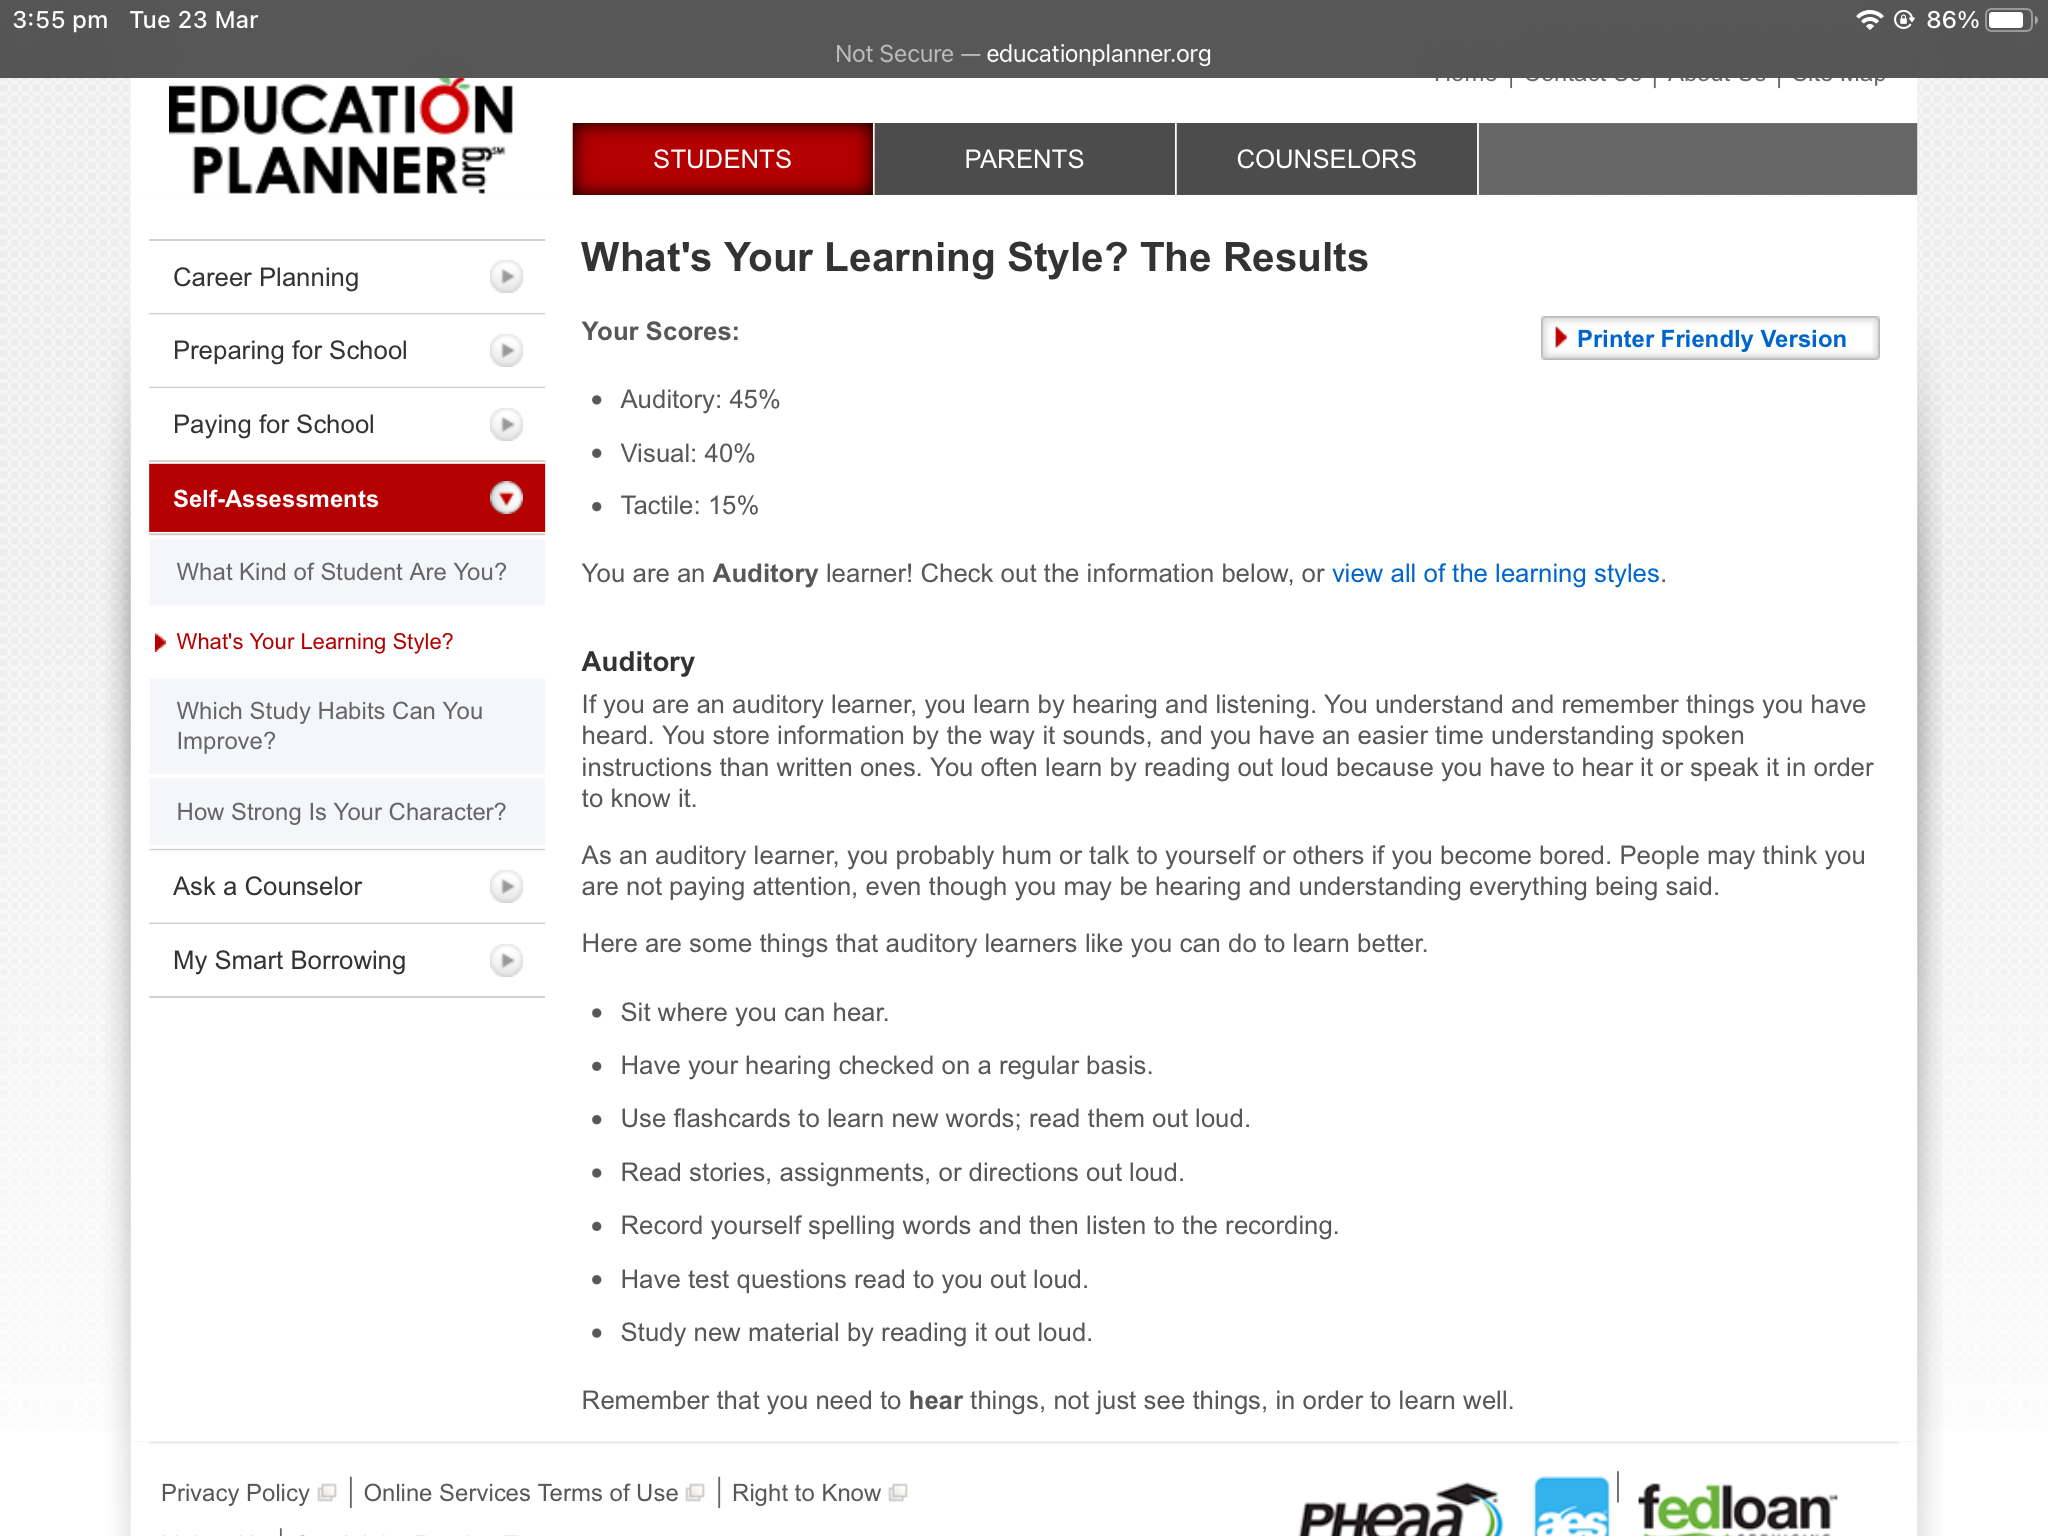 3:55 pm Tue 23 Mar
86%
Not Secure — educationplanner.org
Home | Contact Us | About Us | Site Map
EDUCATION
PLANNER.org℠
STUDENTS
PARENTS
COUNSELORS
Career Planning
Preparing for School
Paying for School
Self-Assessments
What Kind of Student Are You?
What's Your Learning Style?
Which Study Habits Can You
Improve?
How Strong Is Your Character?
Ask a Counselor
My Smart Borrowing
What's Your Learning Style? The Results
Your Scores:
Printer Friendly Version
• Auditory: 45%
• Visual: 40%
• Tactile: 15%
You are an Auditory learner! Check out the information below, or view all of the learning styles.
Auditory
If you are an auditory learner, you learn by hearing and listening. You understand and remember things you have
heard. You store information by the way it sounds, and you have an easier time understanding spoken
instructions than written ones. You often learn by reading out loud because you have to hear it or speak it in order
to know it.
As an auditory learner, you probably hum or talk to yourself or others if you become bored. People may think you
are not paying attention, even though you may be hearing and understanding everything being said.
Here are some things that auditory learners like you can do to learn better.
• Sit where you can hear.
• Have your hearing checked on a regular basis.
• Use flashcards to learn new words; read them out loud.
• Read stories, assignments, or directions out loud.
• Record yourself spelling words and then listen to the recording.
• Have test questions read to you out loud.
• Study new material by reading it out loud.
Remember that you need to hear things, not just see things, in order to learn well.
Privacy Policy | Online Services Terms of Use | Right to Know
PHEAA
aes
fedloan